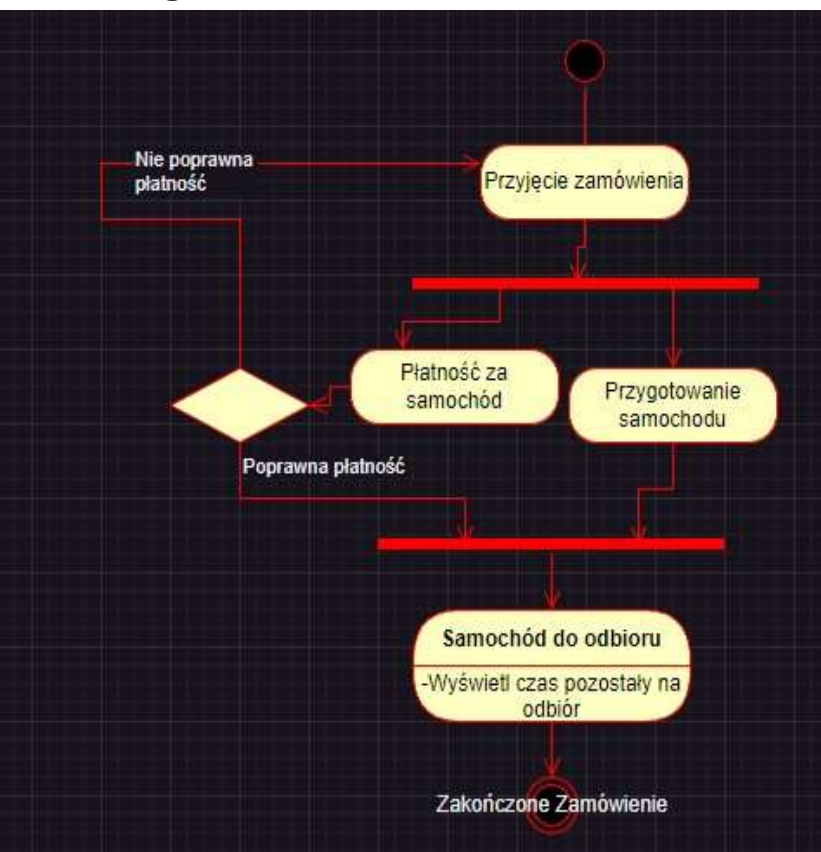 Nie poprawna
płatność
Przyjęcie zamówienia
Płatność za
samochód
Przygotowanie
samochodu
Poprawna płatność
Samochód do odbioru
-Wyświetl czas pozostały na
odbiór
Zakończone Zamówienie